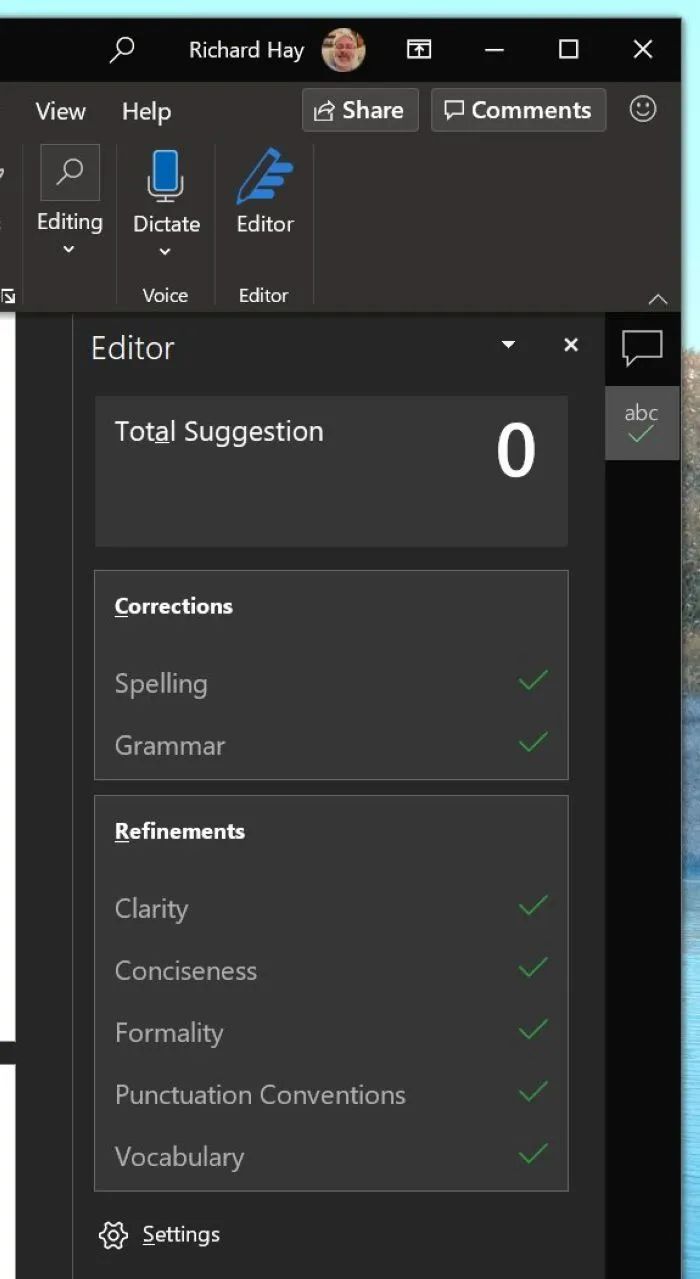 Richard Hay
View Help Share Comments
Editing Dictate Editor
Voice Editor
Editor
abc
Total Suggestion 0
Corrections
Spelling
Grammar
Refinements
Clarity
Conciseness
Formality
Punctuation Conventions
Vocabulary
Settings